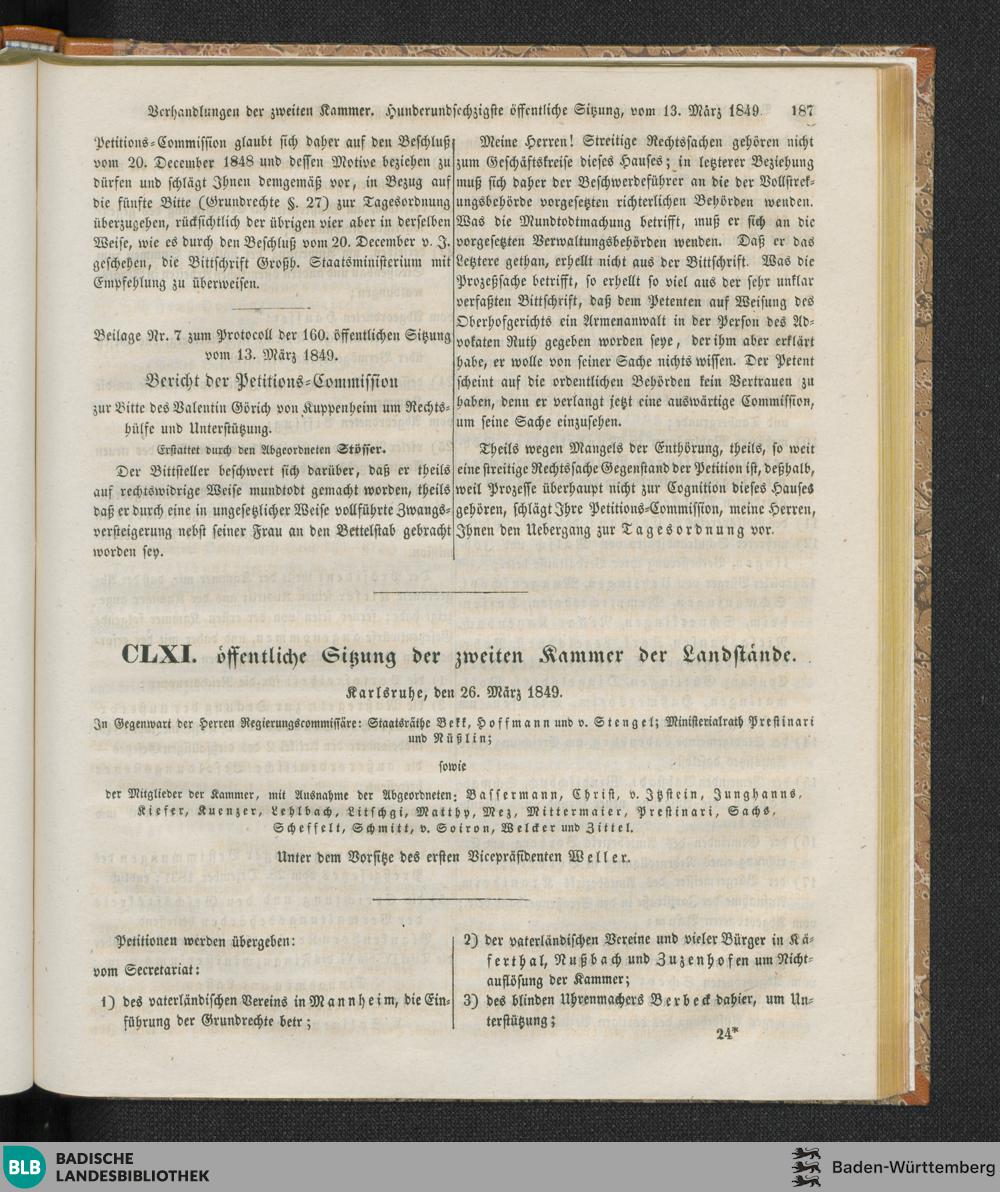 Verhandlungen der zweiten Kammer. Hunderundsechzigste öffentliche Sitzung, vom 13. März 1849. 187
Petitions-Commission glaubt sich daher auf den Beschluß
vom 20. December 1848 und dessen Motive beziehen zu
dürfen und schlägt Ihnen demgemäß vor, in Bezug auf
die fünfte Bitte (Grundrechte §. 27) zur Tagesordnung
überzugehen, rücksichtlich der übrigen vier aber in derselben
Weise, wie es durch den Beschluß vom 20. December v. J.
geschehen, die Bittschrift Großh. Staatsministerium mit
Empfehlung zu überweisen.
Beilage Nr. 7 zum Protocoll der 160. öffentlichen Sitzung
vom 13. März 1849.
Bericht der Petitions-Commission
zur Bitte des Valentin Görich von Kuppenheim um Rechts-
hülfe und Unterstützung.
Erstattet durch den Abgeordneten Stösser.
Der Bittsteller beschwert sich darüber, daß er theils
auf rechtswidrige Weise mundtodt gemacht worden, theils
daß er durch eine in ungesetzlicher Weise vollführte Zwangs-
versteigerung nebst seiner Frau an den Bettelstab gebracht
worden sey.
Meine Herren! Streitige Rechtssachen gehören nicht
zum Geschäftskreise dieses Hauses; in letzterer Beziehung
muß sich daher der Beschwerdeführer an die der Vollstrek-
ungsbehörde vorgesetzten richterlichen Behörden wenden.
Was die Mundtodtmachung betrifft, muß er sich an die
vorgesetzten Verwaltungsbehörden wenden. Daß er das
Letztere gethan, erhellt nicht aus der Bittschrift. Was die
Prozeßsache betrifft, so erhellt so viel aus der sehr unklar
verfaßten Bittschrift, daß dem Petenten auf Weisung des
Oberhofgerichts ein Armenanwalt in der Person des Ad-
vokaten Ruth gegeben worden seye, der ihm aber erklärt
habe, er wolle von seiner Sache nichts wissen. Der Petent
scheint auf die ordentlichen Behörden kein Vertrauen zu
haben, denn er verlangt jetzt eine auswärtige Commission,
um seine Sache einzusehen.
Theils wegen Mangels der Enthörung, theils, so weit
eine streitige Rechtssache Gegenstand der Petition ist, deßhalb,
weil Prozesse überhaupt nicht zur Cognition dieses Hauses
gehören, schlägt Ihre Petitions-Commission, meine Herren,
Ihnen den Uebergang zur Tagesordnung vor.
CLXI. öffentliche Sitzung der zweiten Kammer der Landstände.
Karlsruhe, den 26. März 1849.
In Gegenwart der Herren Regierungscommissäre: Staatsräthe Bekk, Hoffmann und v. Stengel; Ministerialrath Prestinari
und Nüßlin;
sowie
der Mitglieder der Kammer, mit Ausnahme der Abgeordneten: Bassermann, Christ, v. Itzstein, Junghanns,
Kiefer, Kuenzer, Lehlbach, Litschgi, Matthy, Mez, Mittermaier, Prestinari, Sachs,
Scheffelt, Schmitt, v. Soiron, Welcker und Zittel.
Unter dem Vorsitze des ersten Vicepräsidenten Weller.
Petitionen werden übergeben:
vom Secretariat:
1) des vaterländischen Vereins in Mannheim, die Ein-
führung der Grundrechte betr;
2) der vaterländischen Vereine und vieler Bürger in Kä-
ferthal, Nußbach und Zuzenhofen um Nicht-
auflösung der Kammer;
3) des blinden Uhrenmachers Berbeck dahier, um Un-
terstützung;
24*
BLB BADISCHE
LANDESBIBLIOTHEK
Baden-Württemberg